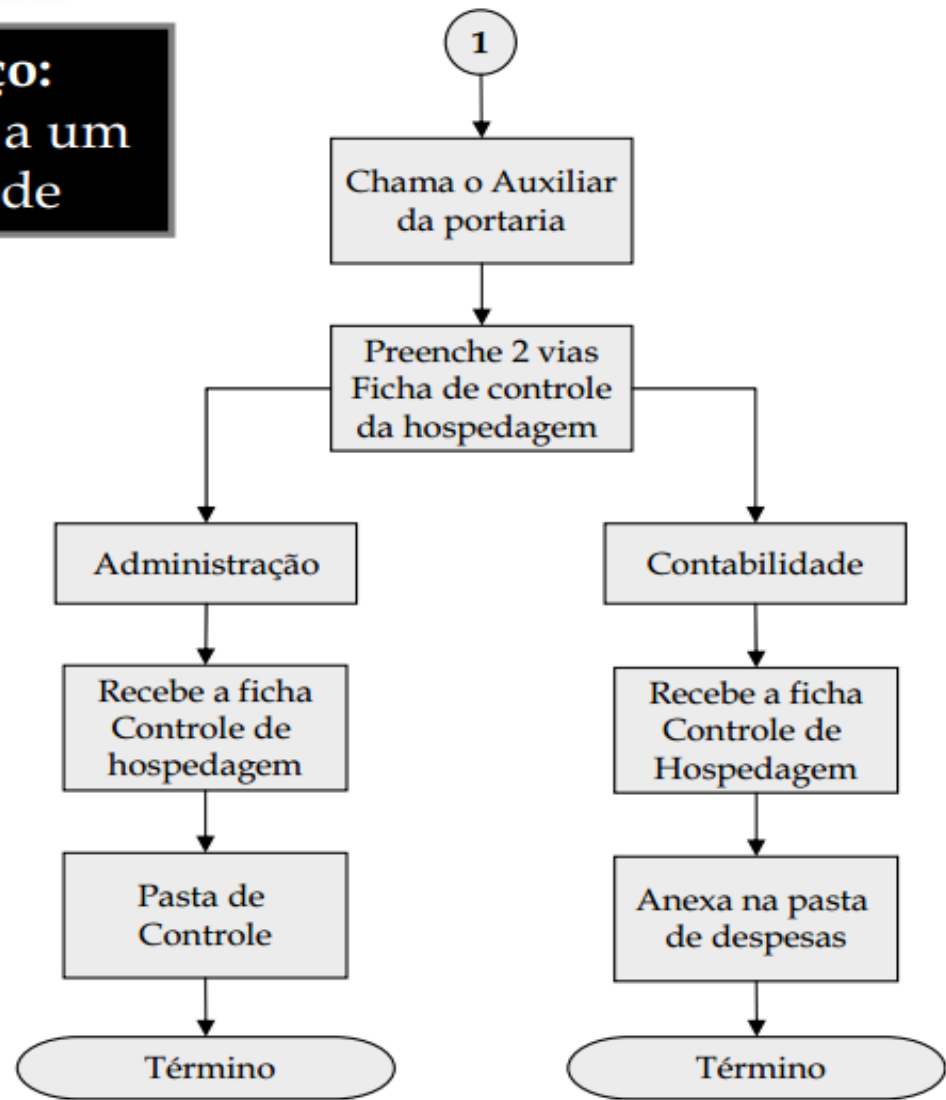 ço:
a um
de
1
Chama o Auxiliar
da portaria
Preenche 2 vias
Ficha de controle
da hospedagem
Administração
Recebe a ficha
Controle de
hospedagem
Pasta de
Controle
Término
Contabilidade
Recebe a ficha
Controle de
Hospedagem
Anexa na pasta
de despesas
Término